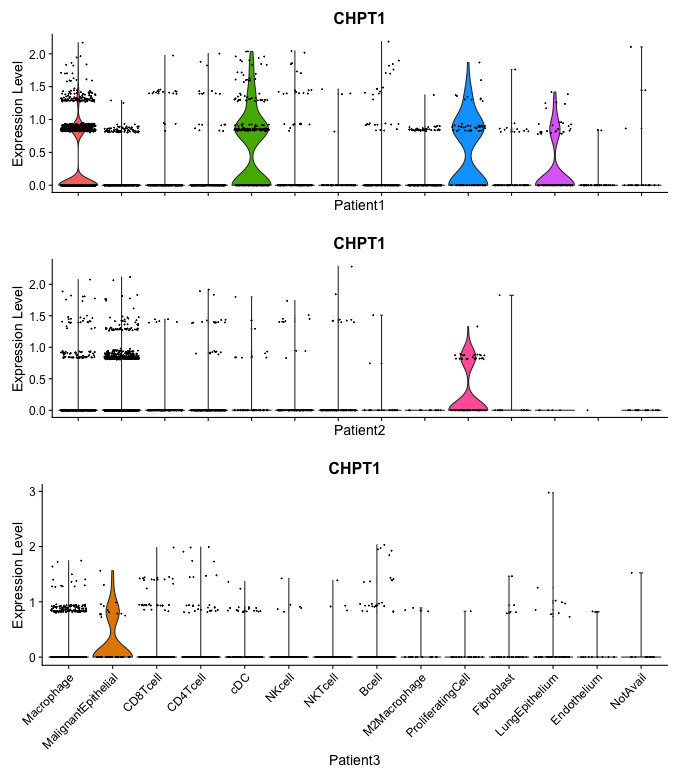 CHPT1
Expression Level
2.0
1.5
1.0
0.5
0.0
Patient1
CHPT1
Expression Level
2.0
1.5
1.0
0.5
0.0
Patient2
CHPT1
Expression Level
3
2
1
0
Macrophage
MalignantEpithelial
CD8Tcell
CD4Tcell
cDC
NKcell
NKTcell
Bcell
M2Macrophage
ProliferatingCell
Fibroblast
LungEpithelium
Endothelium
NotAvail
Patient3